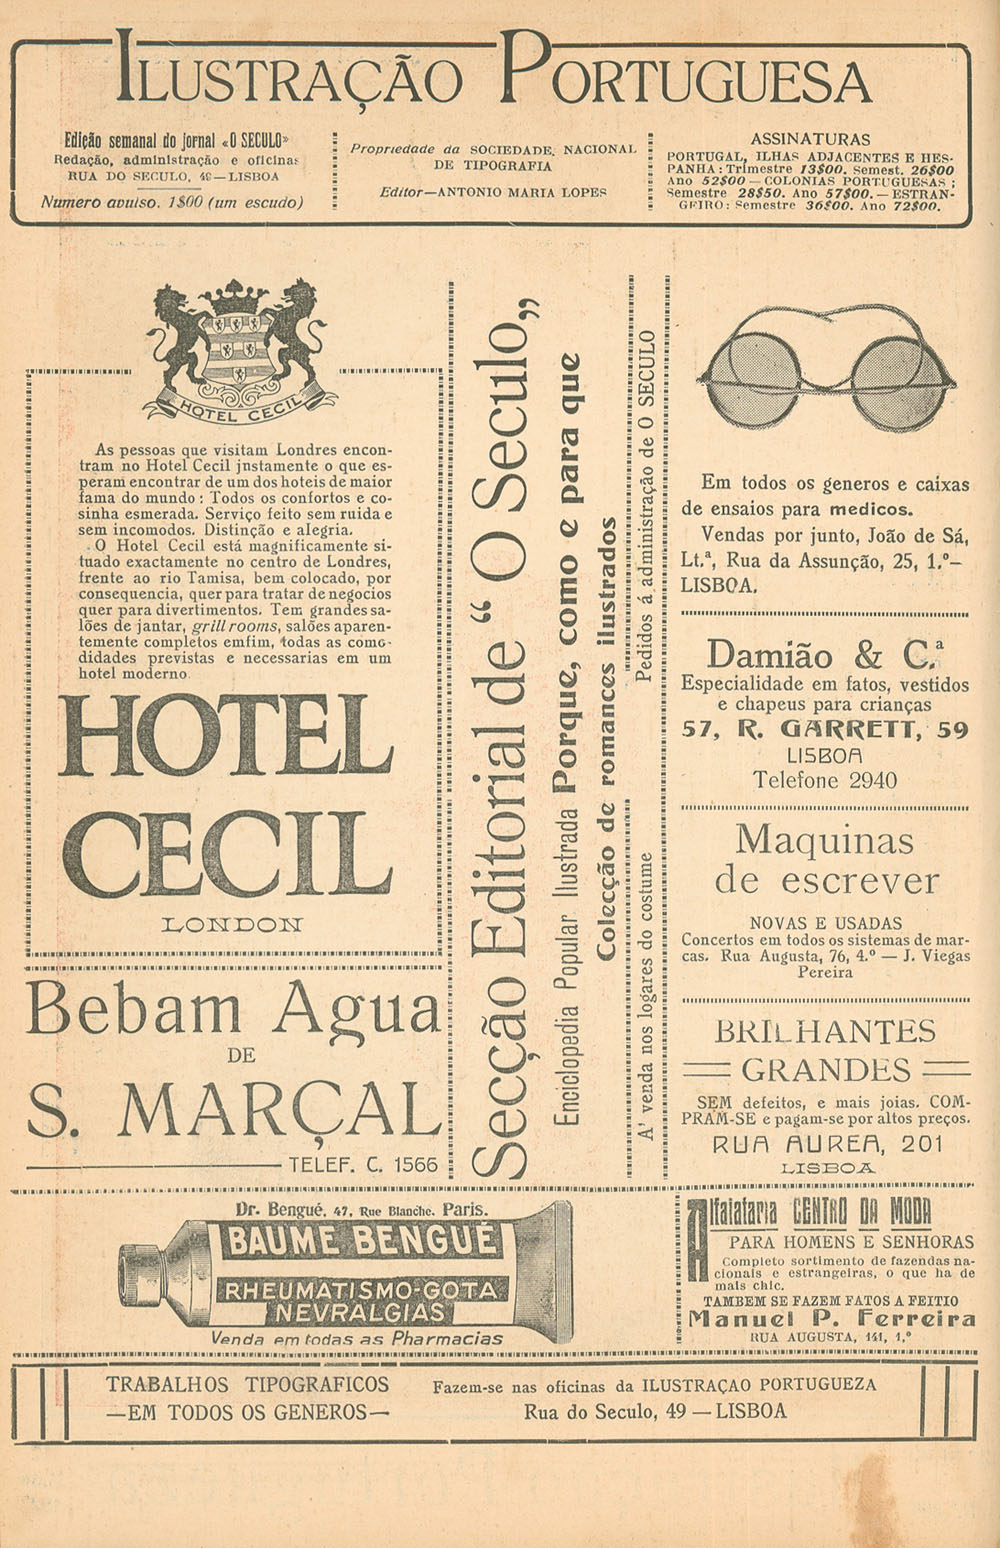 ILUSTRAÇÃO PORTUGUESA
Edição semanal do jornal «O SECULO»
Redação, administração e oficinas
RUA DO SECULO, 49—LISBOA
Numero avulso. 1$00 (um escudo)
Propriedade da SOCIEDADE, NACIONAL
DE TIPOGRAFIA
Editor—ANTONIO MARIA LOPES
ASSINATURAS
PORTUGAL, ILHAS ADJACENTES E HES-
PANHA: Trimestre 13$00. Semest. 26$00
Ano 52$00—COLONIAS PORTUGUESAS;
Semestre 28$50. Ano 57$00.—ESTRAN-
GEIRO: Semestre 36$00. Ano 72$00.
HOTEL CECIL
As pessoas que visitam Londres encon-
tram no Hotel Cecil jnstamente o que es-
peram encontrar de um dos hoteis de maior
fama do mundo: Todos os confortos e co-
sinha esmerada. Serviço feito sem ruida e
sem incomodos. Distinção e alegria.
O Hotel Cecil está magnificamente si-
tuado exactamente no centro de Londres,
frente ao rio Tamisa, bem colocado, por
consequencia, quer para tratar de negocios
quer para divertimentos. Tem grandes sa-
lões de jantar, grill rooms, salões aparen-
temente completos emfim, todas as como-
didades previstas e necessarias em um
hotel moderno
HOTEL
CECIL
LONDON
Bebam Agua
DE
S. MARÇAL
TELEF. C. 1566
Secção Editorial de “O Seculo„
Enciclopedia Popular Ilustrada Porque, como e para que
Colecção de romances ilustrados
A' venda nos logares do costume
Pedidos á administração de O SECULO
Em todos os generos e caixas
de ensaios para medicos.
Vendas por junto, João de Sá,
Lt.ª, Rua da Assunção, 25, 1.º—
LISBOA.
Damião & C.ª
Especialidade em fatos, vestidos
e chapeus para crianças
57, R. GARRETT, 59
LISBOA
Telefone 2940
Maquinas
de escrever
NOVAS E USADAS
Concertos em todos os sistemas de mar-
cas. Rua Augusta, 76, 4.º — J. Viegas
Pereira
BRILHANTES
GRANDES
SEM defeitos, e mais joias. COM-
PRAM-SE e pagam-se por altos preços.
RUA AUREA, 201
LISBOA
Dr. Bengué, 47, Rue Blanche, Paris.
BAUME BENGUÉ
RHEUMATISMO-GOTA
NEVRALGIAS
Venda em todas as Pharmacias
Alfaiataria CENTRO DA MODA
PARA HOMENS E SENHORAS
Completo sortimento de fazendas na-
cionais e estrangeiras, o que ha de
mais chic.
TAMBEM SE FAZEM FATOS A FEITIO
Manuel P. Ferreira
RUA AUGUSTA, 141, 1.º
TRABALHOS TIPOGRAFICOS
—EM TODOS OS GENEROS—
Fazem-se nas oficinas da ILUSTRAÇAO PORTUGUEZA
Rua do Seculo, 49 — LISBOA